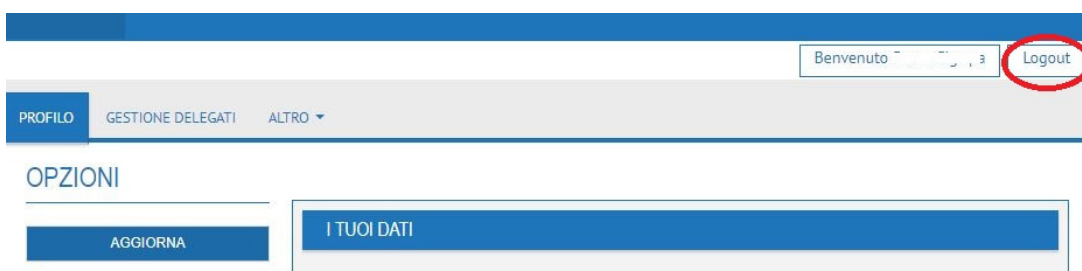 Benvenuto
Logout
PROFILO GESTIONE DELEGATI ALTRO
OPZIONI
I TUOI DATI
AGGIORNA